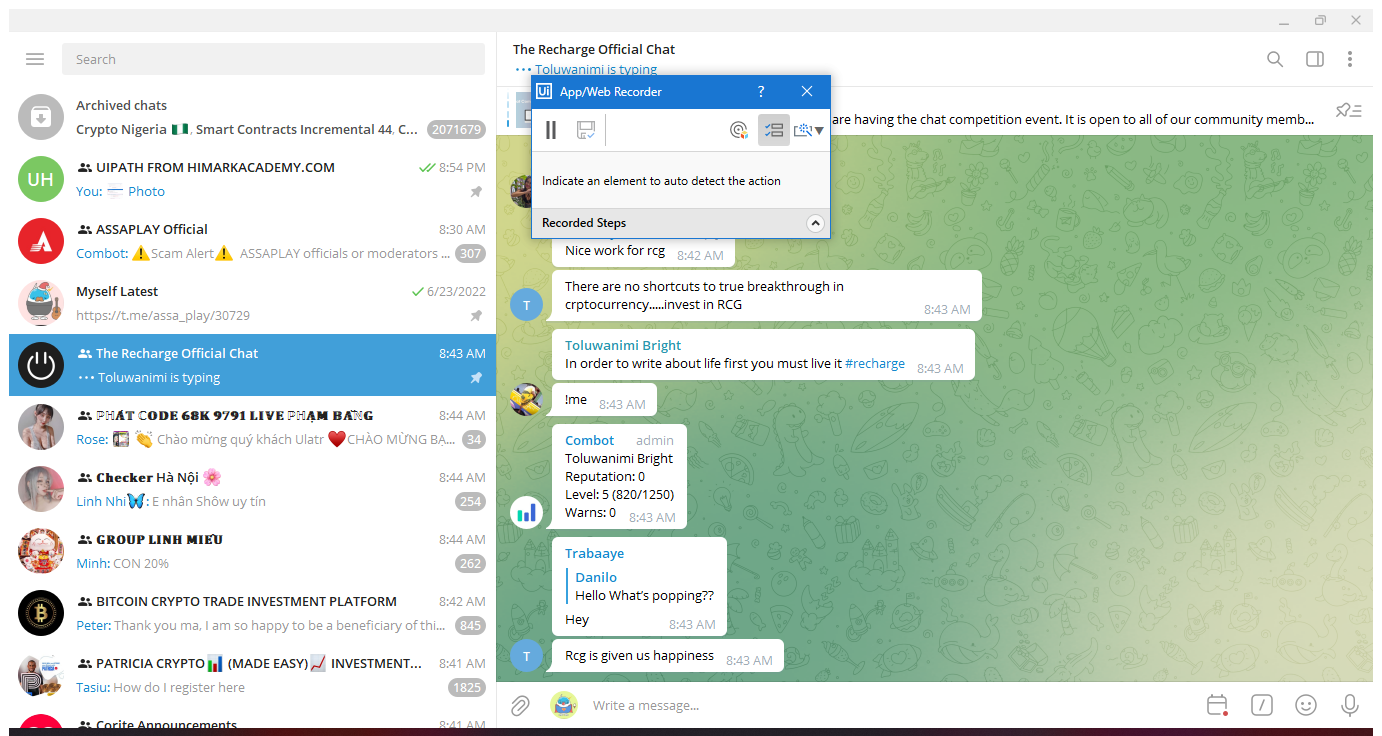 Search
Archived chats
Crypto Nigeria 🇳🇬, Smart Contracts Incremental 44, C... 2071679
UH
UIPATH FROM HIMARKACADEMY.COM 8:54 PM
You: Photo
ASSAPLAY Official 8:30 AM
Combot: ⚠️Scam Alert⚠️ ASSAPLAY officials or moderators ... 307
Myself Latest 6/23/2022
https://t.me/assa_play/30729
The Recharge Official Chat 8:43 AM
Toluwanimi is typing
ℙℍÁT ℂODE 68K 9791 LIVE ℙℍẠM BẰNG 8:44 AM
Rose: 👏 Chào mừng quý khách Ulatr ❤️CHÀO MỪNG BẠ... 34
Checker Hà Nội 🌸 8:44 AM
Linh Nhi🦋: E nhân Shôw uy tín 254
GROUP LINH MIÊU 8:44 AM
Minh: CON 20% 262
BITCOIN CRYPTO TRADE INVESTMENT PLATFORM 8:42 AM
Peter: Thank you ma, I am so happy to be a beneficiary of thi... 845
PATRICIA CRYPTO📊 (MADE EASY)📈 INVESTMENT... 8:41 AM
Tasiu: How do I register here 1825
Corite Announcements 8:41 AM
The Recharge Official Chat
Toluwanimi is typing
are having the chat competition event. It is open to all of our community memb...
Ui App/Web Recorder ?
Indicate an element to auto detect the action
Recorded Steps
Nice work for rcg 8:42 AM
There are no shortcuts to true breakthrough in
crptocurrency.....invest in RCG 8:43 AM
T
Toluwanimi Bright
In order to write about life first you must live it #recharge 8:43 AM
!me 8:43 AM
Combot admin
Toluwanimi Bright
Reputation: 0
Level: 5 (820/1250)
Warns: 0 8:43 AM
Trabaaye
Danilo
Hello What's popping??
Hey 8:43 AM
T
Rcg is given us happiness 8:43 AM
Write a message...